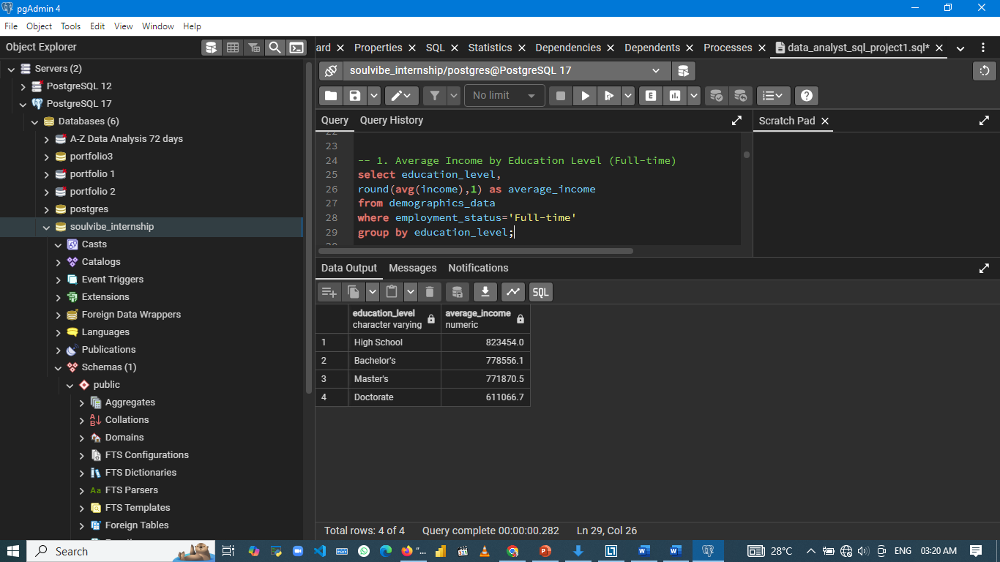 pgAdmin 4
File Object Tools Edit View Window Help
Object Explorer
Servers (2)
PostgreSQL 12
PostgreSQL 17
Databases (6)
A-Z Data Analysis 72 days
portfolio3
portfolio 1
portfolio 2
postgres
soulvibe_internship
Casts
Catalogs
Event Triggers
Extensions
Foreign Data Wrappers
Languages
Publications
Schemas (1)
public
Aggregates
Collations
Domains
FTS Configurations
FTS Dictionaries
Aa FTS Parsers
FTS Templates
Foreign Tables
ard Properties SQL Statistics Dependencies Dependents Processes data_analyst_sql_project1.sql*
soulvibe_internship/postgres@PostgreSQL 17
No limit E
Query Query History
Scratch Pad
22
23
24 -- 1. Average Income by Education Level (Full-time)
25 select education_level,
26 round(avg(income),1) as average_income
27 from demographics_data
28 where employment_status='Full-time'
29 group by education_level;
Data Output Messages Notifications
SQL
education_level character varying average_income numeric
1 High School 823454.0
2 Bachelor's 778556.1
3 Master's 771870.5
4 Doctorate 611066.7
Total rows: 4 of 4 Query complete 00:00:00.282 Ln 29, Col 26
Search
28°C ENG 03:20 AM